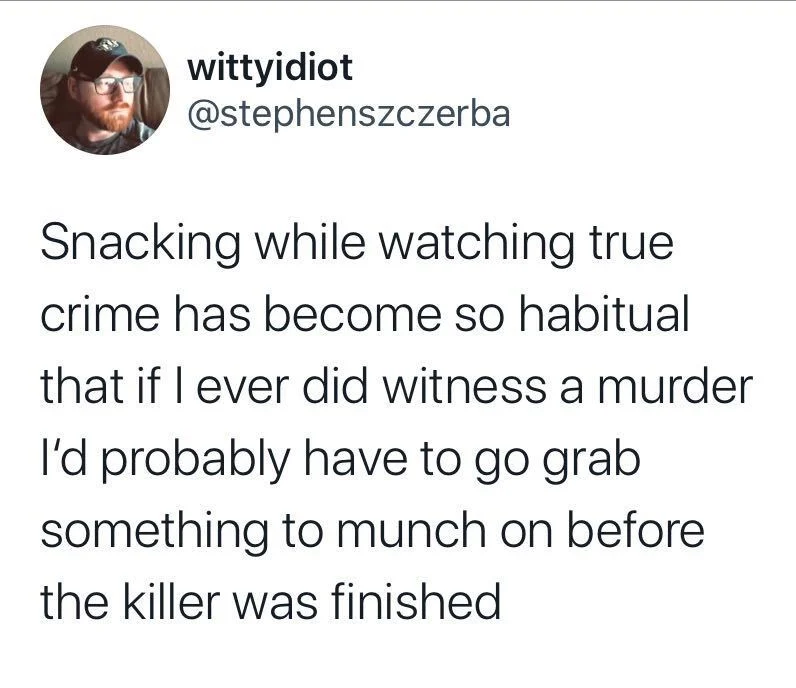 wittyidiot
@stephenszczerba
Snacking while watching true
crime has become so habitual
that if I ever did witness a murder
I'd probably have to go grab
something to munch on before
the killer was finished